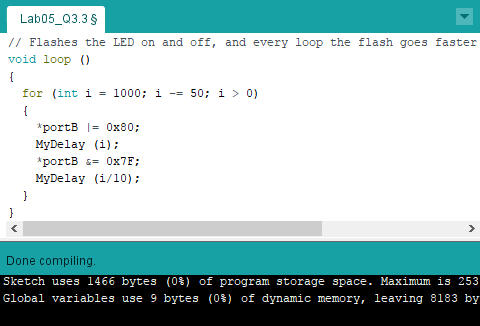 Lab05_Q3.3 §
// Flashes the LED on and off, and every loop the flash goes faster
void loop ()
{
for (int i = 1000; i -= 50; i > 0)
{
*portB |= 0x80;
MyDelay (i);
*portB &= 0x7F;
MyDelay (i/10);
}
}
Done compiling.
Sketch uses 1466 bytes (0%) of program storage space. Maximum is 253
Global variables use 9 bytes (0%) of dynamic memory, leaving 8183 by